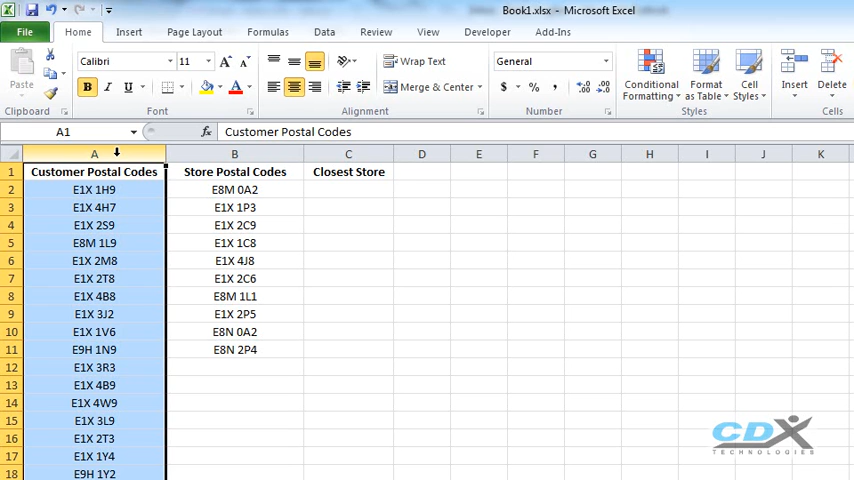 Book1.xlsx - Microsoft Excel
File Home Insert Page Layout Formulas Data Review View Developer Add-Ins
Paste Calibri 11 A A Wrap Text General Conditional Formatting Format as Table Cell Styles Insert Delete
B I U A Merge & Center $ % ,
Clipboard Font Alignment Number Styles Cells
A1 fx Customer Postal Codes
A B C D E F G H I J K
1 Customer Postal Codes Store Postal Codes Closest Store
2 E1X 1H9 E8M 0A2
3 E1X 4H7 E1X 1P3
4 E1X 2S9 E1X 2C9
5 E8M 1L9 E1X 1C8
6 E1X 2M8 E1X 4J8
7 E1X 2T8 E1X 2C6
8 E1X 4B8 E8M 1L1
9 E1X 3J2 E1X 2P5
10 E1X 1V6 E8N 0A2
11 E9H 1N9 E8N 2P4
12 E1X 3R3
13 E1X 4B9
14 E1X 4W9
15 E1X 3L9
16 E1X 2T3
17 E1X 1Y4
18 E9H 1Y2
CDX
TECHNOLOGIES